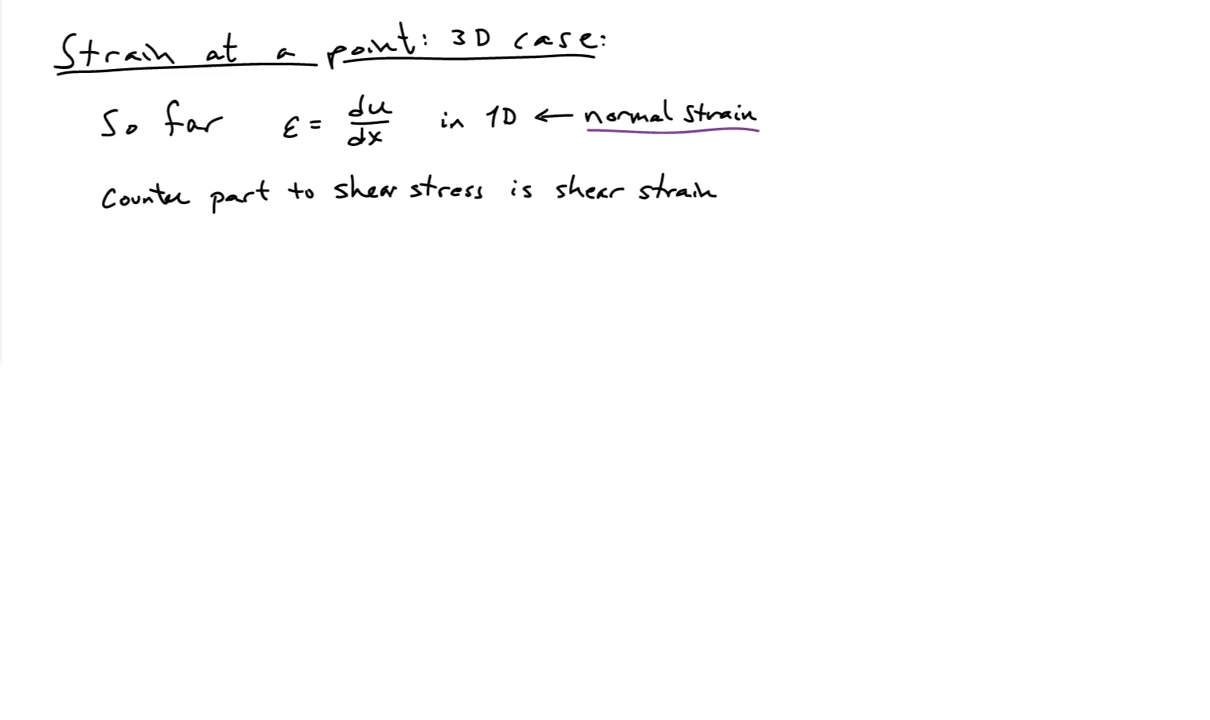 Strain at a point: 3D case:
So far ε = du/dx in 1D ← normal strain
Counter part to shear stress is shear strain